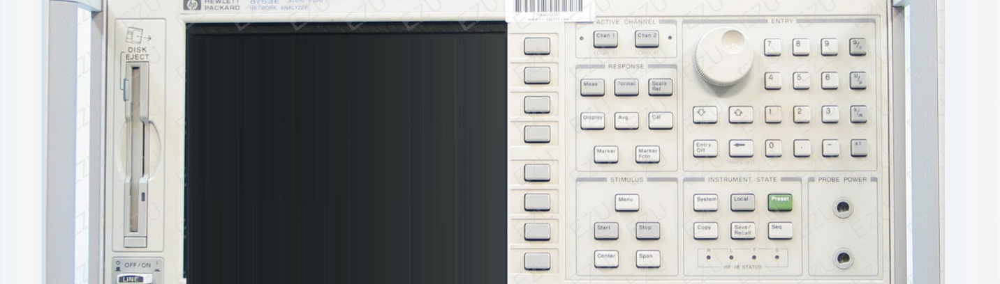 hp HEWLETT PACKARD 8753E
NETWORK ANALYZER
DISK EJECT
OFF/ON
LINE
ACTIVE CHANNEL
Chan 1 Chan 2
RESPONSE
Meas Format Scale Ref
Display Avg Cal
Marker Marker Fctn
STIMULUS
Menu
Start Stop
Center Span
ENTRY
7 8 9 G/n
4 5 6 M/µ
1 2 3 k/m
Entry Off 0 . - x1
INSTRUMENT STATE
System Local Preset
Copy Save/Recall Seq
R L T S
HP-IB STATUS
PROBE POWER
EZU